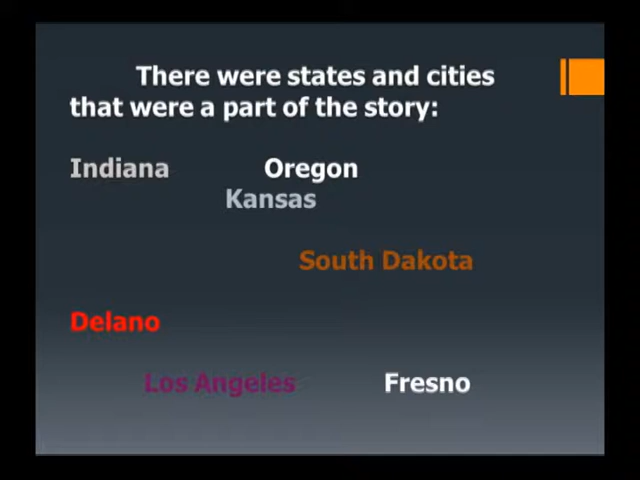 There were states and cities
that were a part of the story:
Indiana Oregon
Kansas
South Dakota
Delano
Los Angeles Fresno